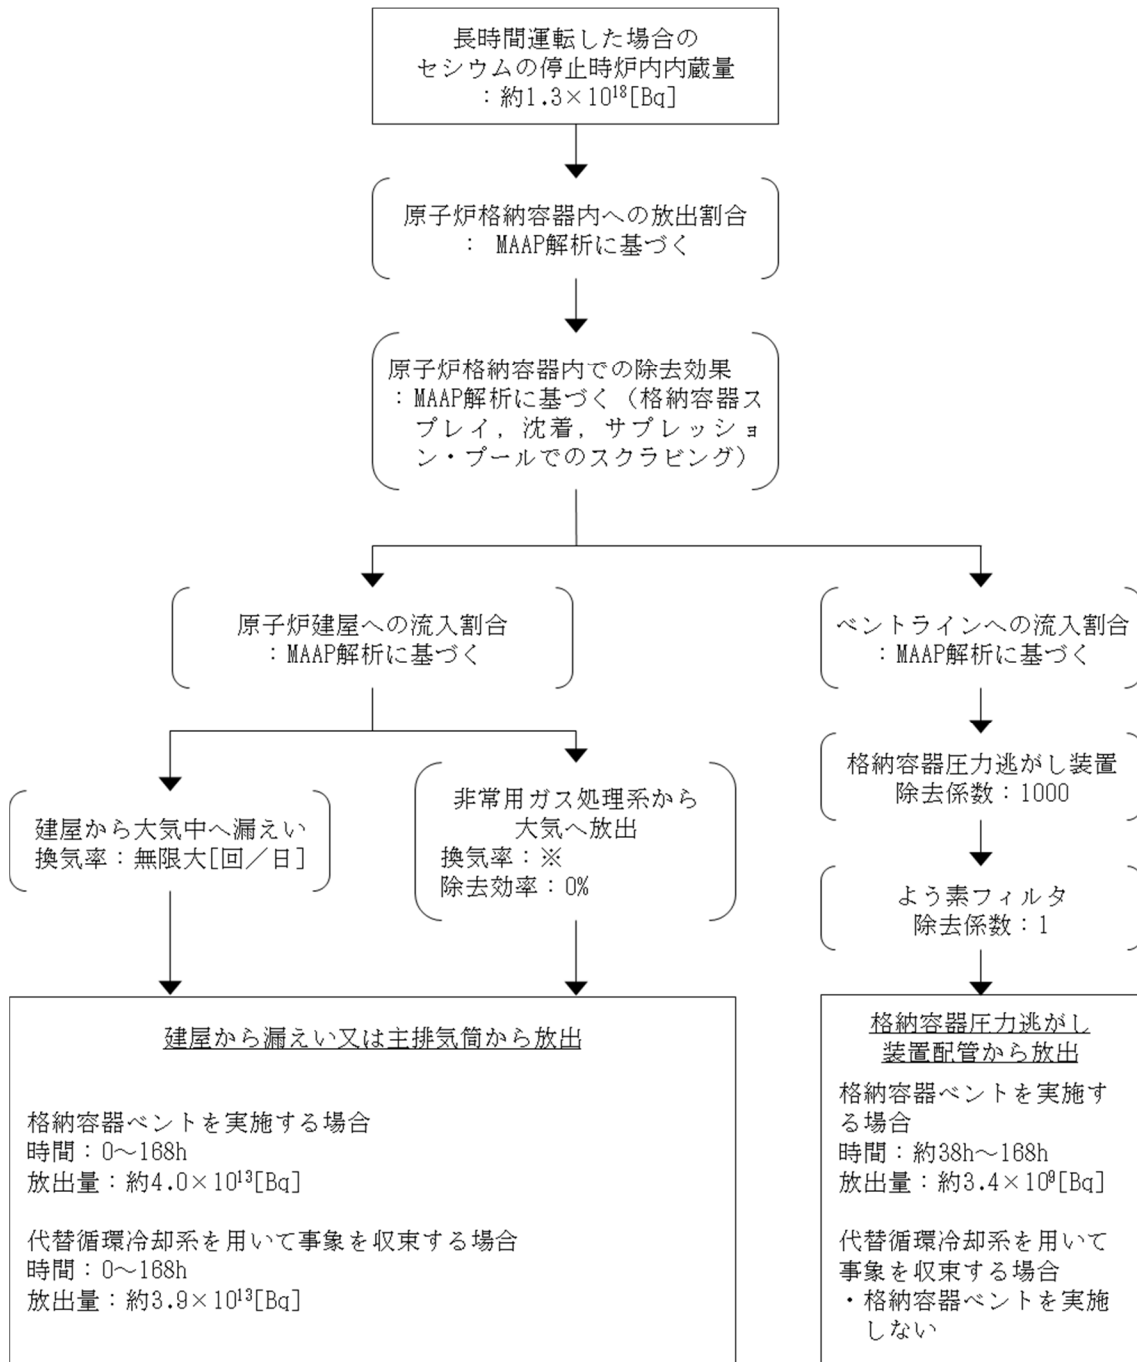 長時間運転した場合の
セシウムの停止時炉内内蔵量
：約1.3×10¹⁸[Bq]
原子炉格納容器内への放出割合
： MAAP解析に基づく
原子炉格納容器内での除去効果
：MAAP解析に基づく（格納容器ス
プレイ，沈着，サプレッショ
ン・プールでのスクラビング）
原子炉建屋への流入割合
：MAAP解析に基づく
ベントラインへの流入割合
：MAAP解析に基づく
建屋から大気中へ漏えい
換気率：無限大[回／日]
非常用ガス処理系から
大気へ放出
換気率：※
除去効率：0%
格納容器圧力逃がし装置
除去係数：1000
よう素フィルタ
除去係数：1
建屋から漏えい又は主排気筒から放出
格納容器ベントを実施する場合
時間：0～168h
放出量：約4.0×10¹³[Bq]
代替循環冷却系を用いて事象を収束する場合
時間：0～168h
放出量：約3.9×10¹³[Bq]
格納容器圧力逃がし
装置配管から放出
格納容器ベントを実施す
る場合
時間：約38h～168h
放出量：約3.4×10⁹[Bq]
代替循環冷却系を用いて
事象を収束する場合
・格納容器ベントを実施
しない